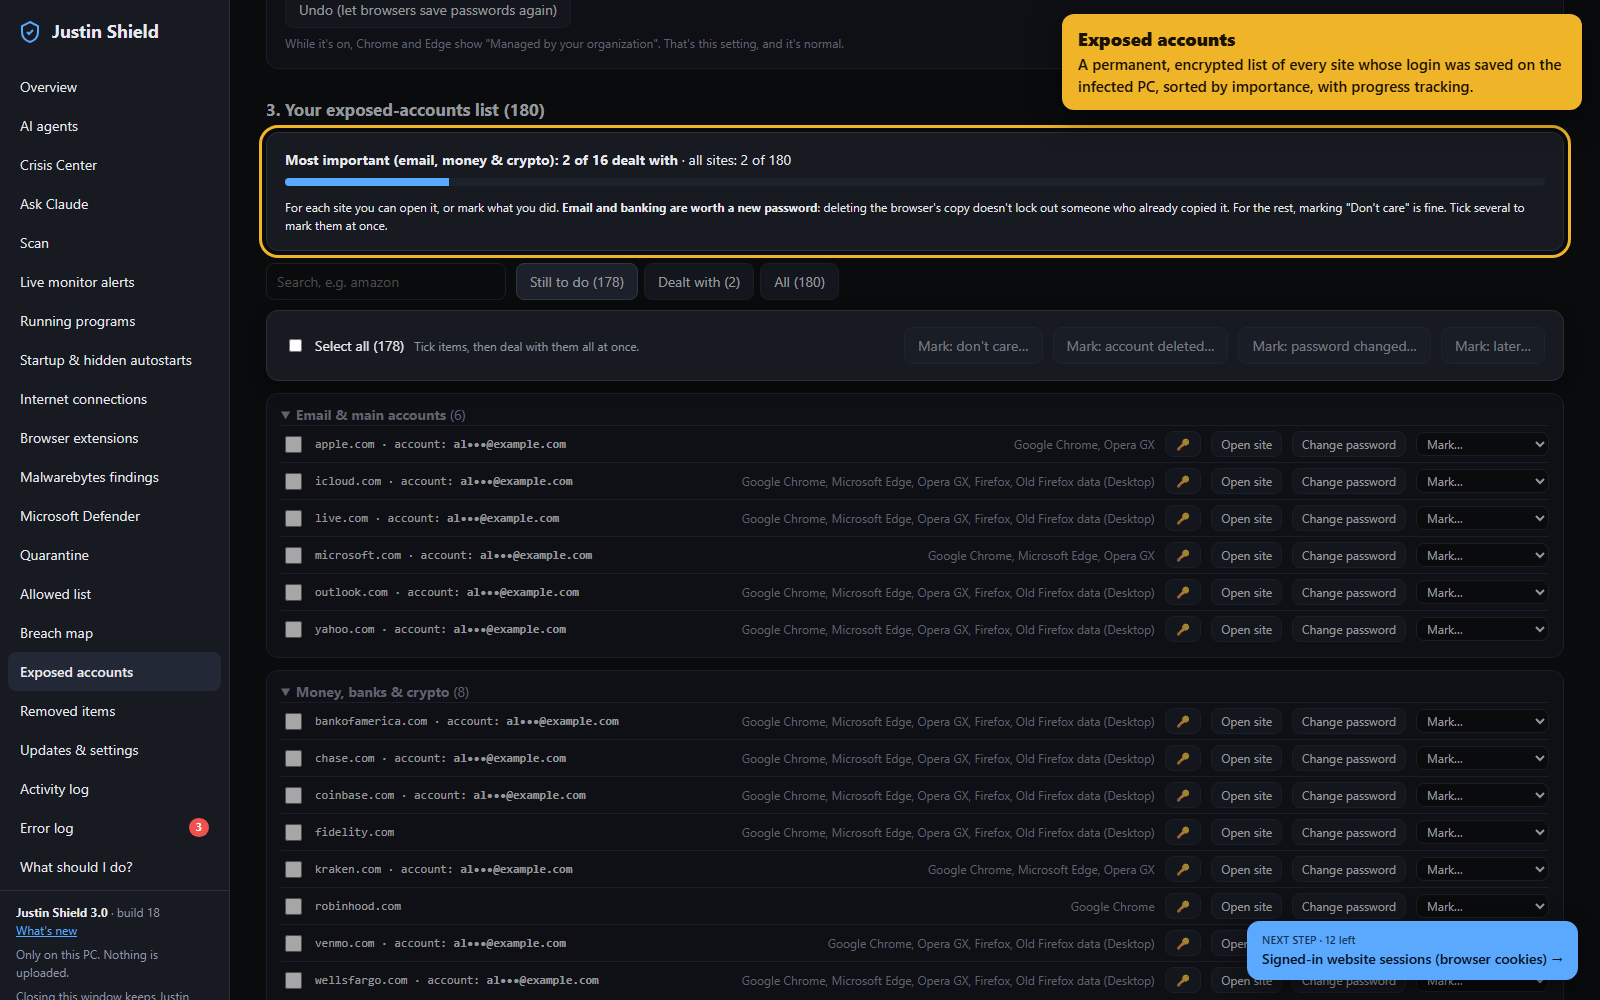 Justin Shield
Overview
AI agents
Crisis Center
Ask Claude
Scan
Live monitor alerts
Running programs
Startup & hidden autostarts
Internet connections
Browser extensions
Malwarebytes findings
Microsoft Defender
Quarantine
Allowed list
Breach map
Exposed accounts
Removed items
Updates & settings
Activity log
Error log 3
What should I do?
Justin Shield 3.0 · build 18
What's new
Only on this PC. Nothing is
uploaded.
Closing this window keeps Justin
Undo (let browsers save passwords again)
While it's on, Chrome and Edge show "Managed by your organization". That's this setting, and it's normal.
Exposed accounts
A permanent, encrypted list of every site whose login was saved on the
infected PC, sorted by importance, with progress tracking.
3. Your exposed-accounts list (180)
Most important (email, money & crypto): 2 of 16 dealt with · all sites: 2 of 180
For each site you can open it, or mark what you did. Email and banking are worth a new password: deleting the browser's copy doesn't lock out someone who already copied it. For the rest, marking "Don't care" is fine. Tick several to
mark them at once.
Search, e.g. amazon Still to do (178) Dealt with (2) All (180)
Select all (178) Tick items, then deal with them all at once. Mark: don't care... Mark: account deleted... Mark: password changed... Mark: later...
▼ Email & main accounts (6)
apple.com · account: al•••@example.com Google Chrome, Opera GX Open site Change password Mark...
icloud.com · account: al•••@example.com Google Chrome, Microsoft Edge, Opera GX, Firefox, Old Firefox data (Desktop) Open site Change password Mark...
live.com · account: al•••@example.com Google Chrome, Microsoft Edge, Opera GX, Firefox, Old Firefox data (Desktop) Open site Change password Mark...
microsoft.com · account: al•••@example.com Google Chrome, Microsoft Edge, Opera GX Open site Change password Mark...
outlook.com · account: al•••@example.com Google Chrome, Microsoft Edge, Opera GX, Firefox, Old Firefox data (Desktop) Open site Change password Mark...
yahoo.com · account: al•••@example.com Google Chrome, Microsoft Edge, Opera GX, Firefox, Old Firefox data (Desktop) Open site Change password Mark...
▼ Money, banks & crypto (8)
bankofamerica.com · account: al•••@example.com Google Chrome, Microsoft Edge, Opera GX, Firefox, Old Firefox data (Desktop) Open site Change password Mark...
chase.com · account: al•••@example.com Google Chrome, Microsoft Edge, Opera GX, Firefox, Old Firefox data (Desktop) Open site Change password Mark...
coinbase.com · account: al•••@example.com Google Chrome, Microsoft Edge, Opera GX, Firefox, Old Firefox data (Desktop) Open site Change password Mark...
fidelity.com Google Chrome, Microsoft Edge, Opera GX, Firefox, Old Firefox data (Desktop) Open site Change password Mark...
kraken.com · account: al•••@example.com Google Chrome, Microsoft Edge, Opera GX Open site Change password Mark...
robinhood.com Google Chrome Open site Change password Mark...
venmo.com · account: al•••@example.com Google Chrome, Opera GX, Firefox, Old Firefox data (Desktop)
wellsfargo.com · account: al•••@example.com Google Chrome, Microsoft Edge, Opera GX, Firefox, Old Firefox data (Desktop) Open site Change password Mark...
NEXT STEP · 12 left
Signed-in website sessions (browser cookies) →